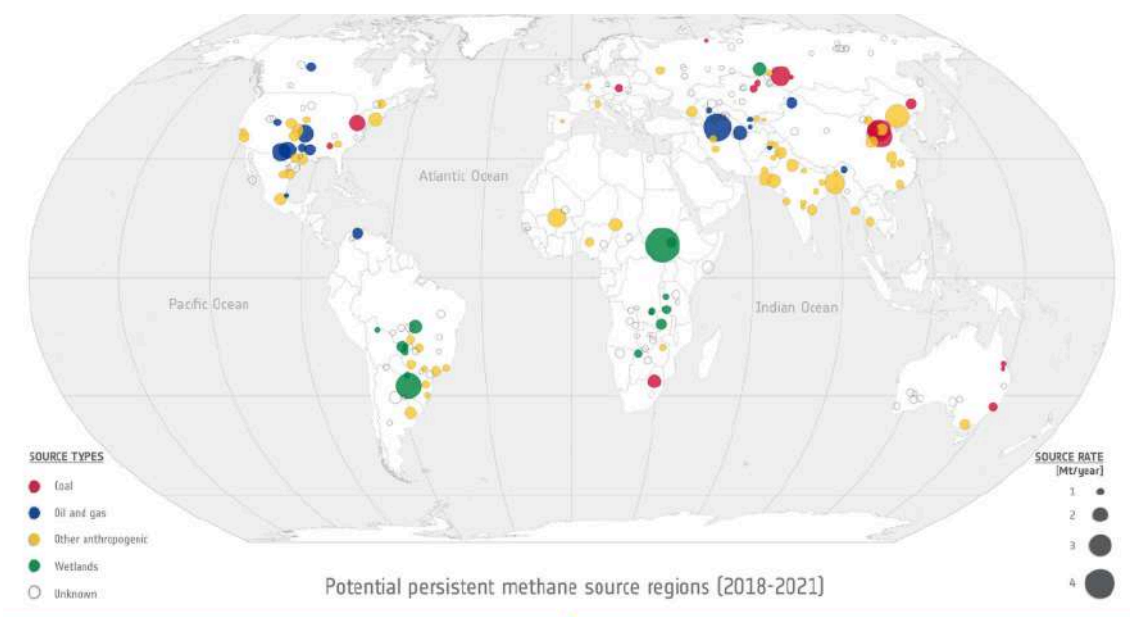 Atlantic Ocean
Pacific Ocean
Indian Ocean
SOURCE TYPES
Coal
Oil and gas
Other anthropogenic
Wetlands
Unknown
SOURCE RATE
[Mt/year]
1
2
3
4
Potential persistent methane source regions (2018-2021)